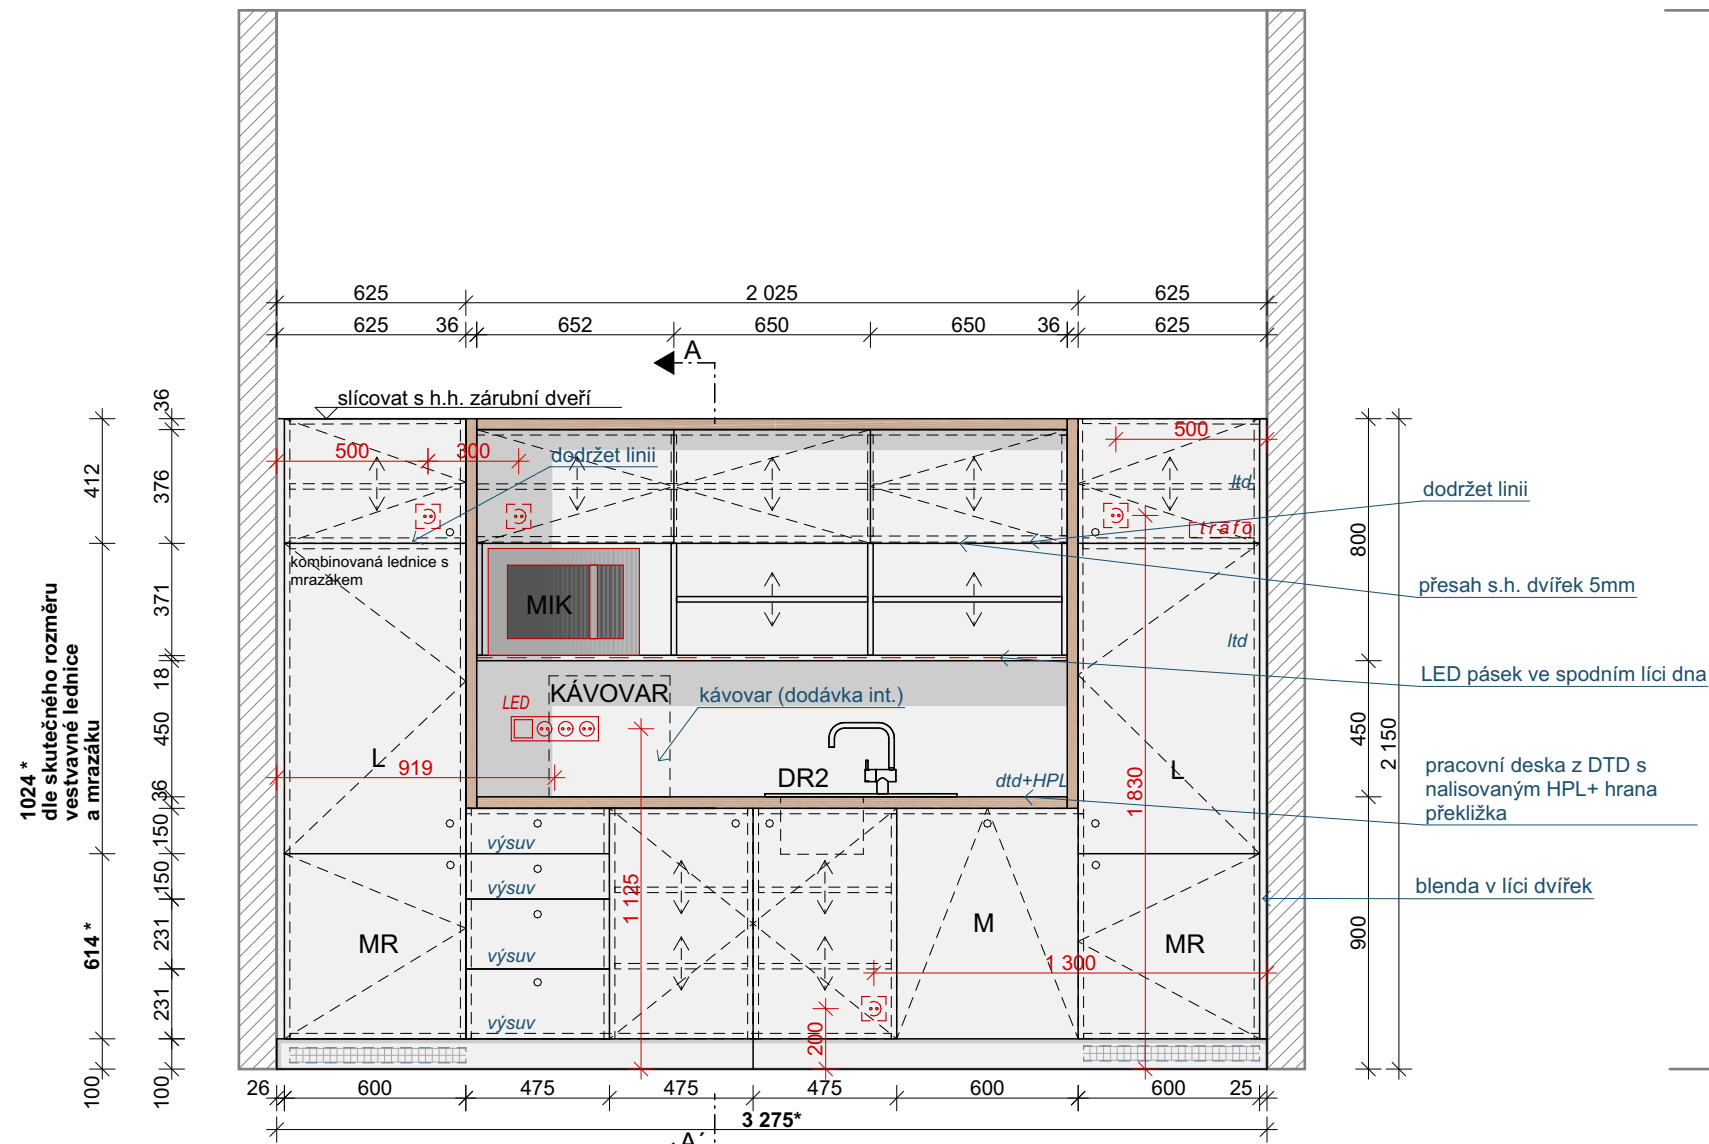 625
2 025
625
625
36
652
650
650
36
625
A
slícovat s h.h. zárubní dveří
36
412
376
371
18
450
36
150
150
231
231
100
100
614 *
1024 *
dle skutečného rozměru
vestvavné lednice
a mrazáku
500
300
dodržet linii
500
ltd
trafo
kombinovaná lednice s
mrazákem
MIK
ltd
LED
KÁVOVAR
kávovar (dodávka int.)
L
919
DR2
dtd+HPL
L
1 830
výsuv
výsuv
výsuv
výsuv
1 125
MR
M
MR
1 300
200
dodržet linii
přesah s.h. dvířek 5mm
LED pásek ve spodním líci dna
pracovní deska z DTD s
nalisovaným HPL+ hrana
překližka
blenda v líci dvířek
800
450
2 150
900
26
600
475
475
475
600
600
25
3 275*
A´